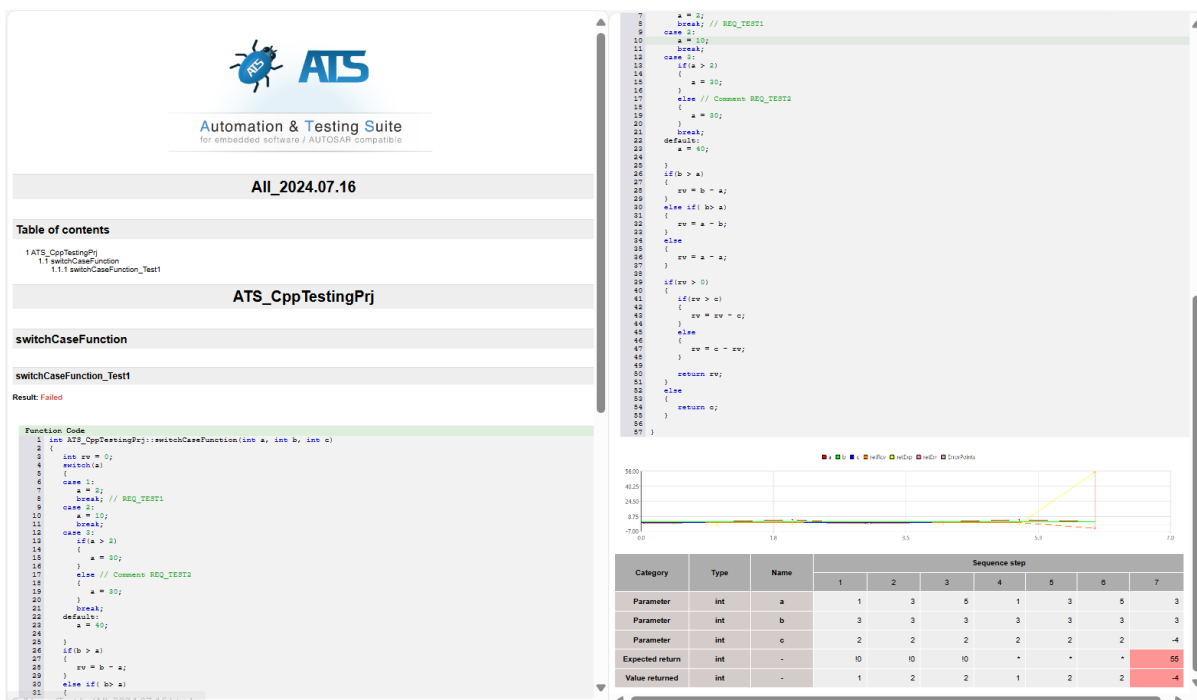 ATS
ATS
Automation & Testing Suite
for embedded software / AUTOSAR compatible
All_2024.07.16
Table of contents
1 ATS_CppTestingPrj
1.1 switchCaseFunction
1.1.1 switchCaseFunction_Test1
ATS_CppTestingPrj
switchCaseFunction
switchCaseFunction_Test1
Result: Failed
Function Code
1 int ATS_CppTestingPrj::switchCaseFunction(int a, int b, int c)
2 {
3 int rv = 0;
4 switch(a)
5 {
6 case 1:
7 a = 2;
8 break; // REQ_TEST1
9 case 2:
10 a = 10;
11 break;
12 case 3:
13 if(a > 2)
14 {
15 a = 30;
16 }
17 else // Comment REQ_TEST2
18 {
19 a = 30;
20 }
21 break;
22 default:
23 a = 40;
24
25 }
26 if(b > a)
27 {
28 rv = b - a;
29 }
30 else if( b> a)
31 {
7 a = 2;
8 break; // REQ_TEST1
9 case 2:
10 a = 10;
11 break;
12 case 3:
13 if(a > 2)
14 {
15 a = 30;
16 }
17 else // Comment REQ_TEST2
18 {
19 a = 30;
20 }
21 break;
22 default:
23 a = 40;
24
25 }
26 if(b > a)
27 {
28 rv = b - a;
29 }
30 else if( b> a)
31 {
32 rv = a - b;
33 }
34 else
35 {
36 rv = a - a;
37 }
38
39 if(rv > 0)
40 {
41 if(rv > c)
42 {
43 rv = rv - c;
44 }
45 else
46 {
47 rv = c - rv;
48 }
49
50 return rv;
51 }
52 else
53 {
54 return c;
55 }
56
57 }
a b c retRcv retExp retErr ErrorPoints
56.00
40.25
24.50
8.75
-7.00
0.0 1.8 3.5 5.3 7.0
Category Type Name Sequence step
1 2 3 4 5 6 7
Parameter int a 1 3 5 1 3 5 3
Parameter int b 3 3 3 3 3 3 3
Parameter int c 2 2 2 2 2 2 -4
Expected return int - !0 !0 !0 * * * 55
Value returned int - 1 2 2 1 2 2 -4